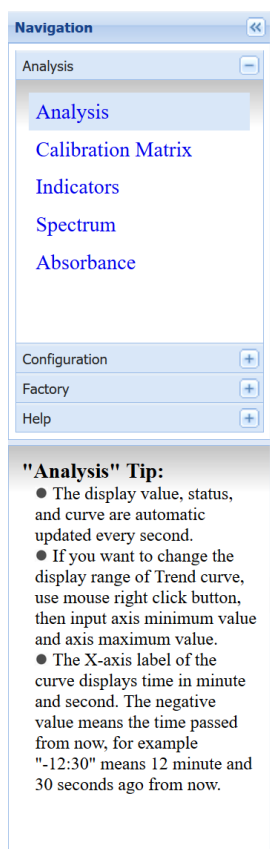 Navigation
Analysis
Analysis
Calibration Matrix
Indicators
Spectrum
Absorbance
Configuration
Factory
Help
"Analysis" Tip:
● The display value, status,
and curve are automatic
updated every second.
● If you want to change the
display range of Trend curve,
use mouse right click button,
then input axis minimum value
and axis maximum value.
● The X-axis label of the
curve displays time in minute
and second. The negative
value means the time passed
from now, for example
"-12:30" means 12 minute and
30 seconds ago from now.